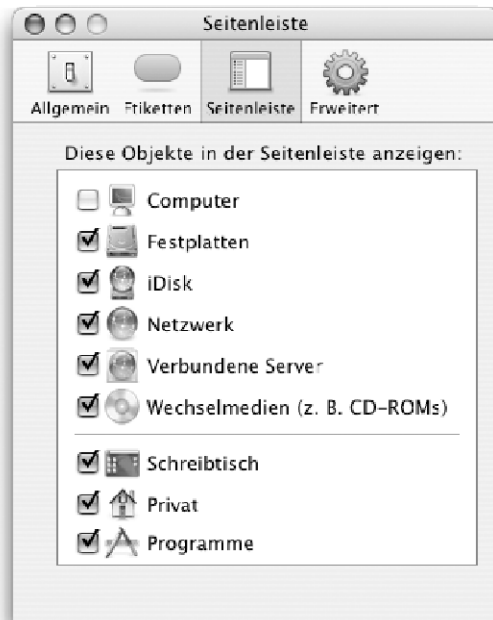 Seitenleiste
Allgemein Etiketten Seitenleiste Erweitert
Diese Objekte in der Seitenleiste anzeigen:
Computer
Festplatten
iDisk
Netzwerk
Verbundene Server
Wechselmedien (z. B. CD-ROMs)
Schreibtisch
Privat
Programme